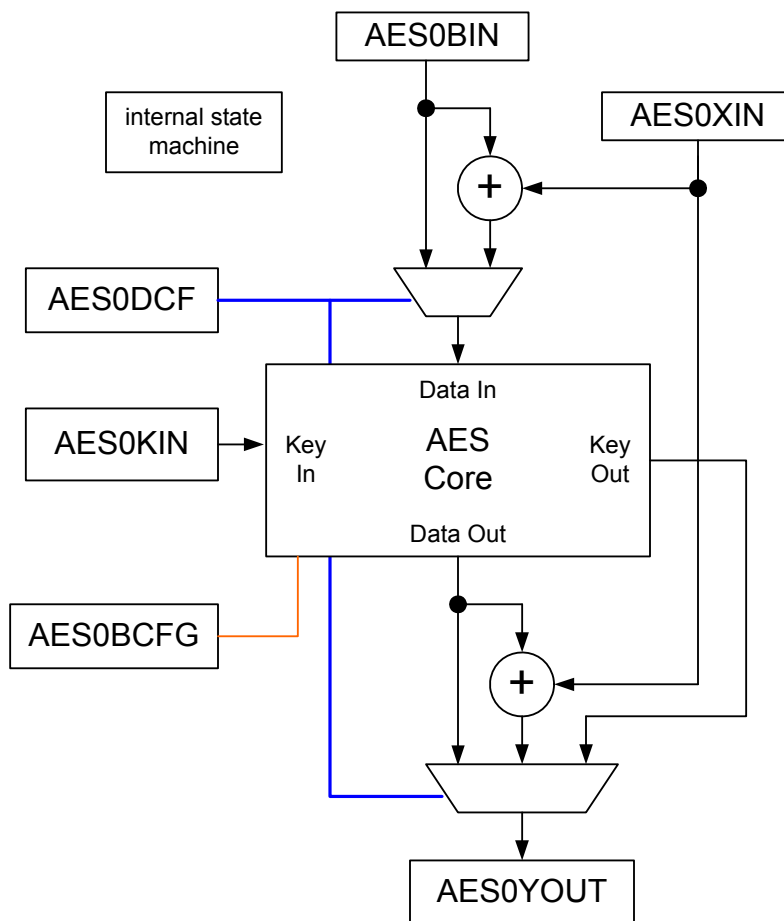 AES0BIN
internal state
machine
AES0XIN
+
AES0DCF
Data In
AES0KIN
Key
In
AES
Core
Key
Out
Data Out
AES0BCFG
+
AES0YOUT